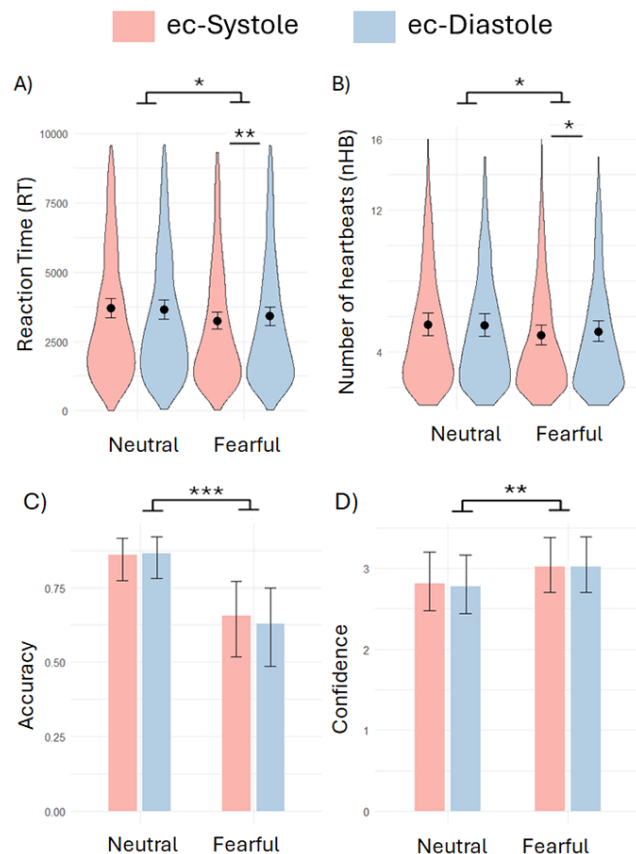 ec-Systole ec-Diastole
A)
*
**
Reaction Time (RT)
10000
7500
5000
2500
0
Neutral Fearful
B)
*
*
Number of heartbeats (nHB)
16
12
4
Neutral Fearful
C)
***
Accuracy
0.75
0.50
0.25
0.00
Neutral Fearful
D)
**
Confidence
3
2
1
0
Neutral Fearful